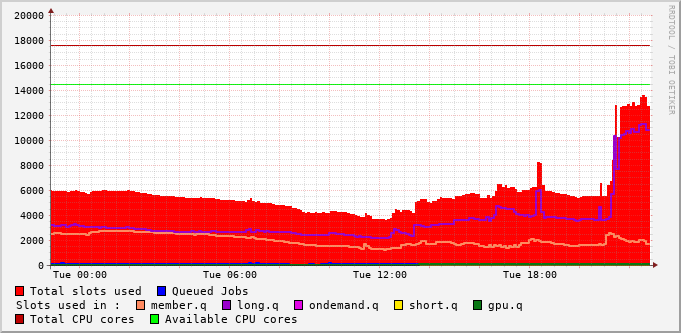 20000
18000
16000
14000
12000
10000
8000
6000
4000
2000
0
Tue 00:00 Tue 06:00 Tue 12:00 Tue 18:00
RRDTOOL / TOBI OETIKER
Total slots used Queued Jobs
Slots used in : member.q long.q ondemand.q short.q gpu.q
Total CPU cores Available CPU cores